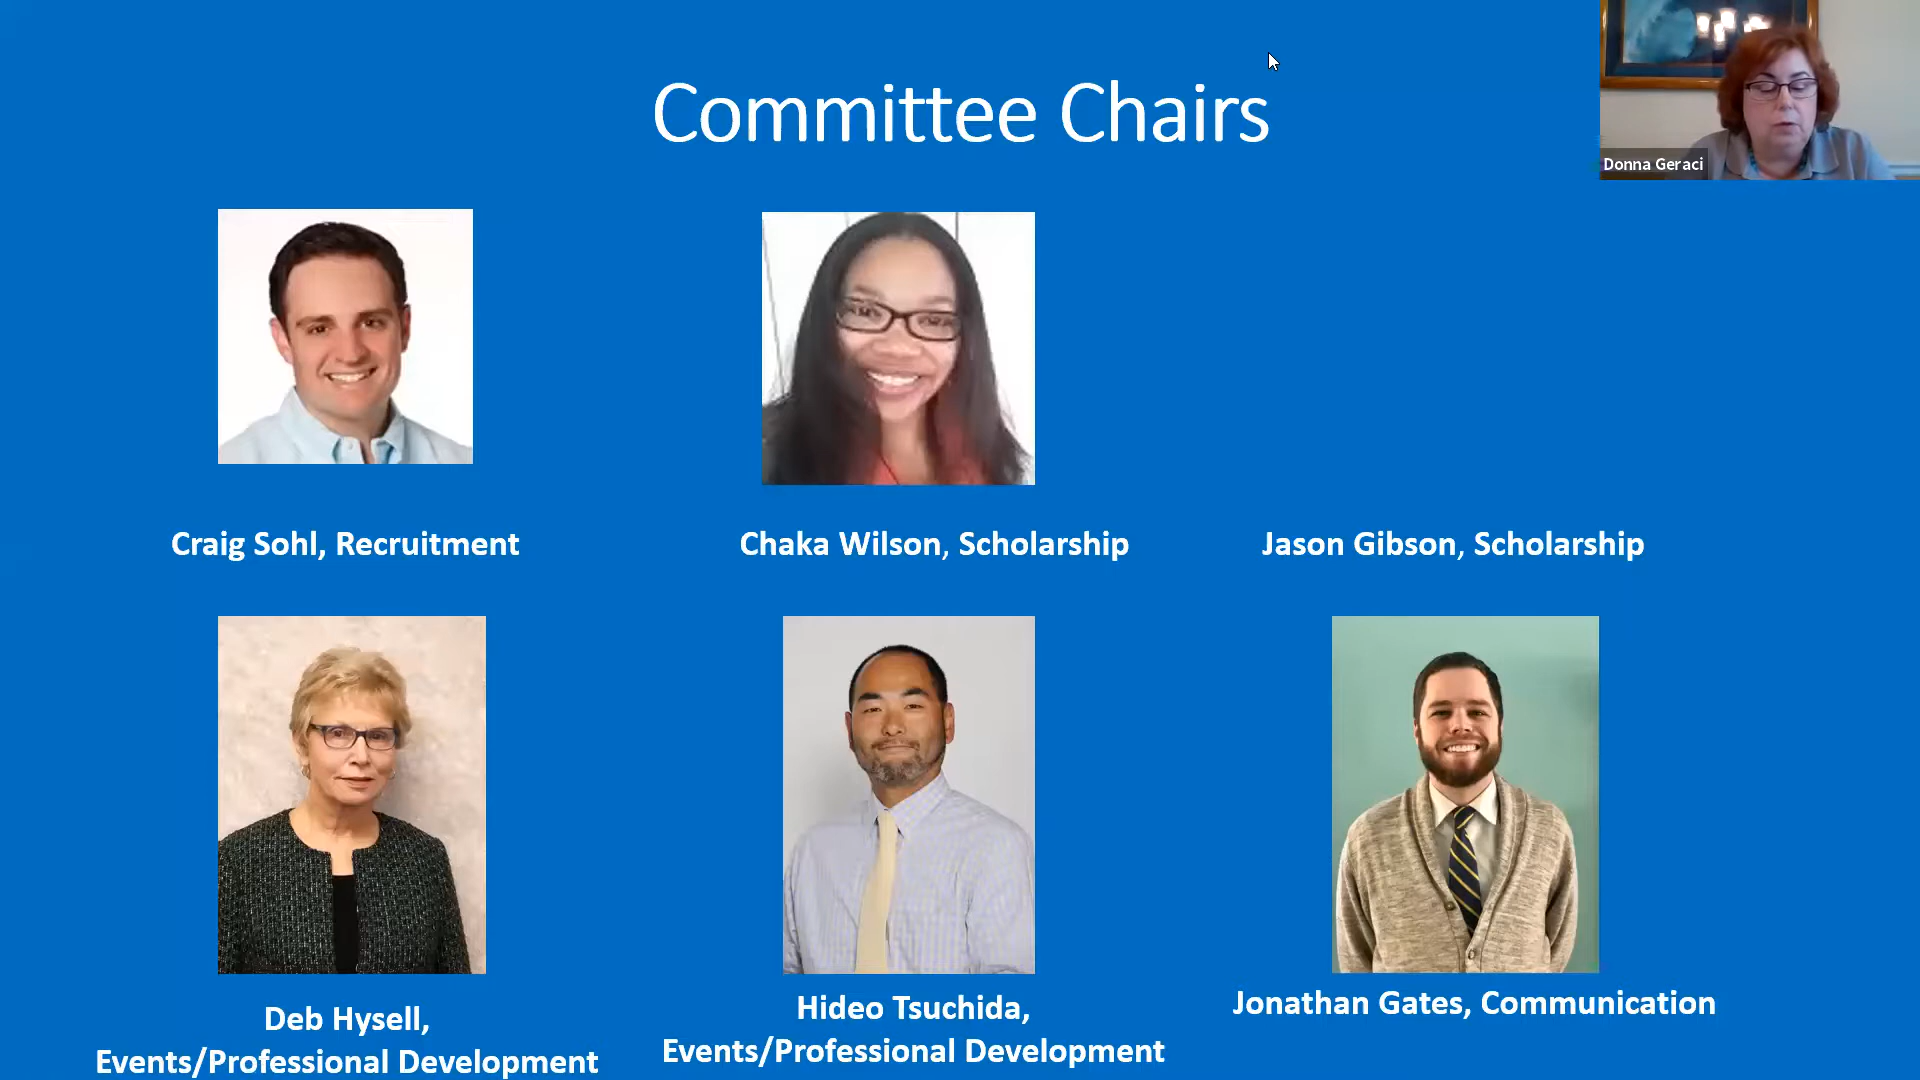 Committee Chairs
Donna Geraci
Craig Sohl, Recruitment
Chaka Wilson, Scholarship
Jason Gibson, Scholarship
Deb Hysell,
Events/Professional Development
Hideo Tsuchida,
Events/Professional Development
Jonathan Gates, Communication